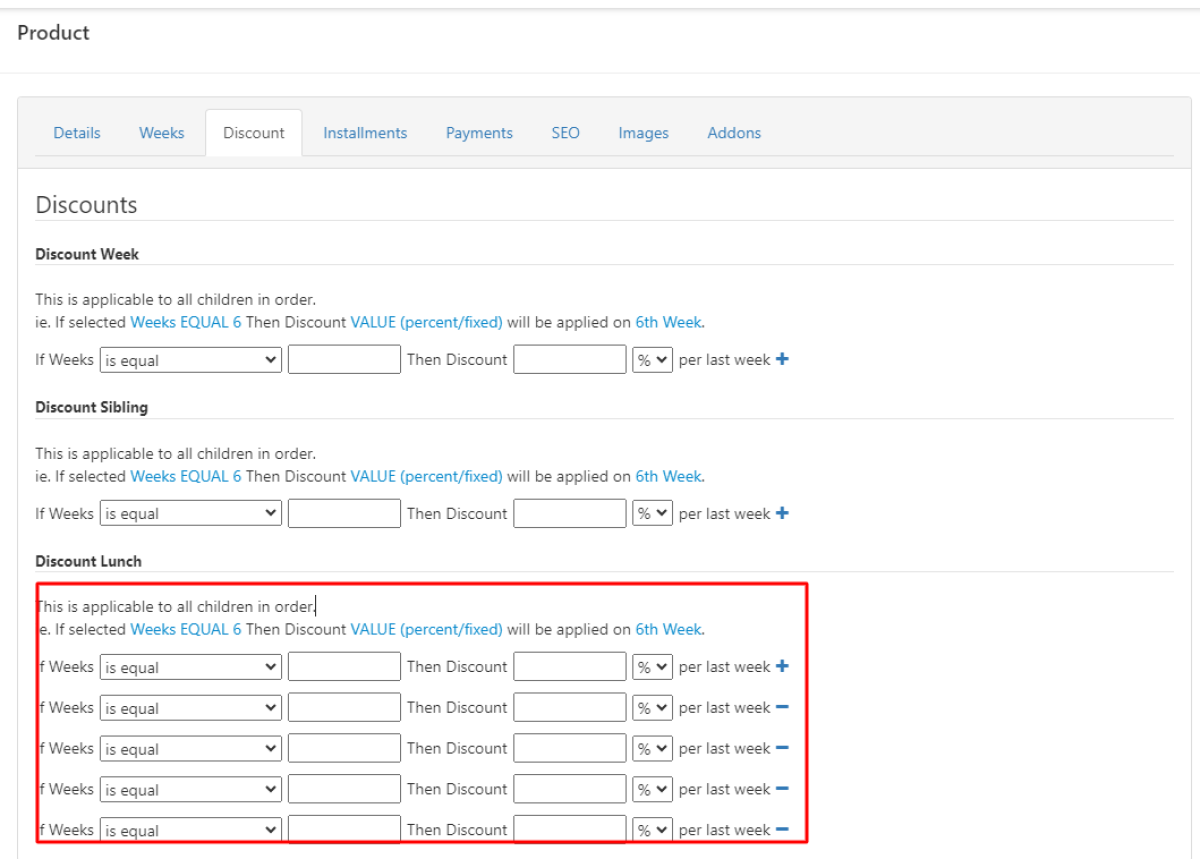 Product
Details Weeks Discount Installments Payments SEO Images Addons
Discounts
Discount Week
This is applicable to all children in order.
ie. If selected Weeks EQUAL 6 Then Discount VALUE (percent/fixed) will be applied on 6th Week.
If Weeks is equal Then Discount % per last week +
Discount Sibling
This is applicable to all children in order.
ie. If selected Weeks EQUAL 6 Then Discount VALUE (percent/fixed) will be applied on 6th Week.
If Weeks is equal Then Discount % per last week +
Discount Lunch
This is applicable to all children in order.
ie. If selected Weeks EQUAL 6 Then Discount VALUE (percent/fixed) will be applied on 6th Week.
If Weeks is equal Then Discount % per last week +
If Weeks is equal Then Discount % per last week −
If Weeks is equal Then Discount % per last week −
If Weeks is equal Then Discount % per last week −
If Weeks is equal Then Discount % per last week −